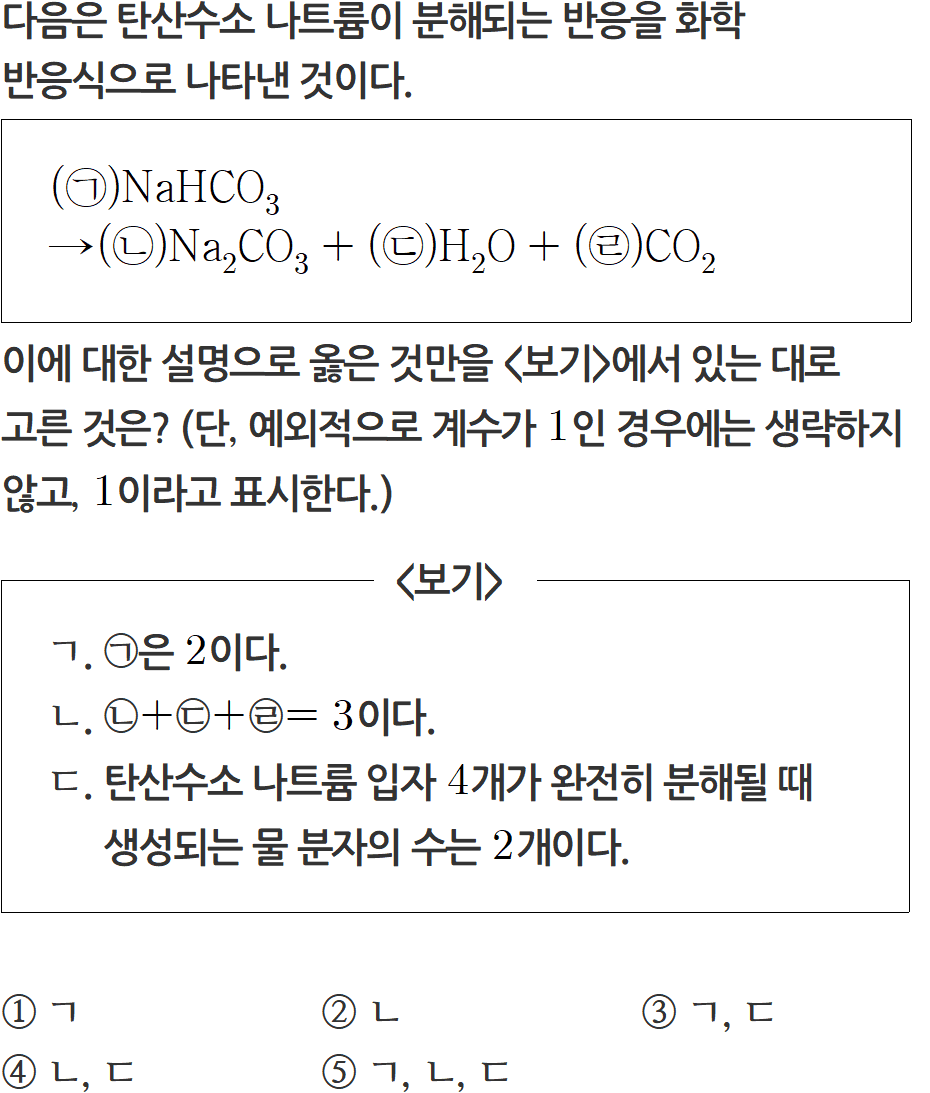 다음은 탄산수소 나트륨이 분해되는 반응을 화학
반응식으로 나타낸 것이다.
(㉠)NaHCO₃
→(㉡)Na₂CO₃ + (㉢)H₂O + (㉣)CO₂
이에 대한 설명으로 옳은 것만을 <보기>에서 있는 대로
고른 것은? (단, 예외적으로 계수가 1인 경우에는 생략하지
않고, 1이라고 표시한다.)
<보기>
ㄱ. ㉠은 2이다.
ㄴ. ㉡+㉢+㉣= 3이다.
ㄷ. 탄산수소 나트륨 입자 4개가 완전히 분해될 때
생성되는 물 분자의 수는 2개이다.
① ㄱ ② ㄴ ③ ㄱ, ㄷ
④ ㄴ, ㄷ ⑤ ㄱ, ㄴ, ㄷ